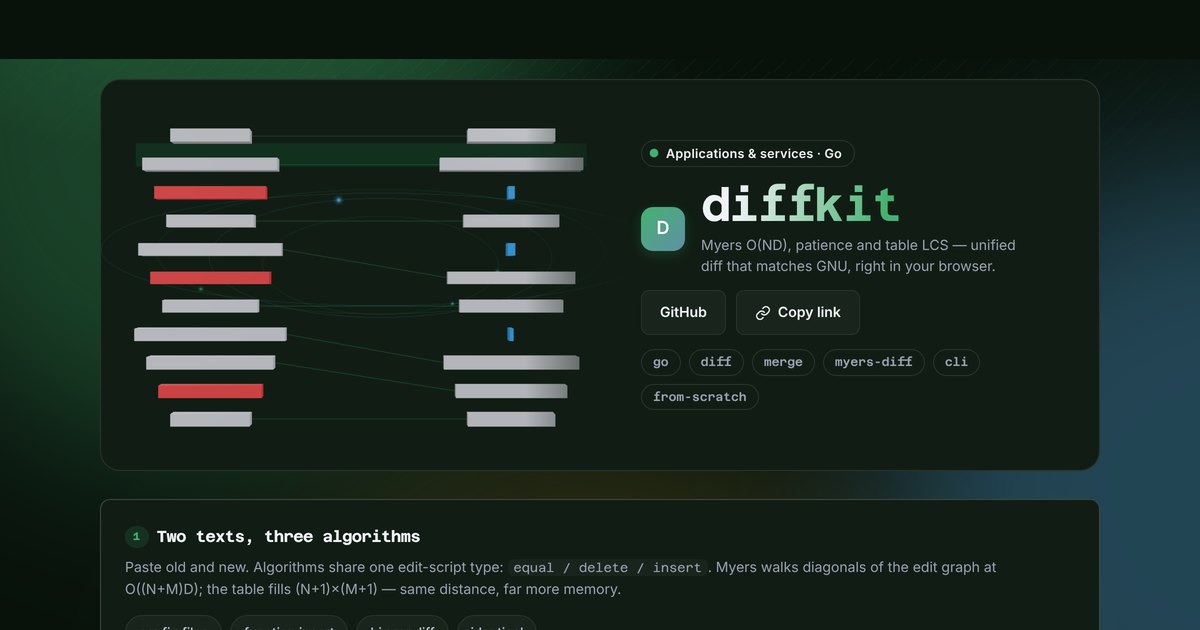 Applications & services · Go
D
diffkit
Myers O(ND), patience and table LCS — unified
diff that matches GNU, right in your browser.
GitHub
Copy link
go
diff
merge
myers-diff
cli
from-scratch
1
Two texts, three algorithms
Paste old and new. Algorithms share one edit-script type: equal / delete / insert. Myers walks diagonals of the edit graph at
O((N+M)D); the table fills (N+1)×(M+1) — same distance, far more memory.